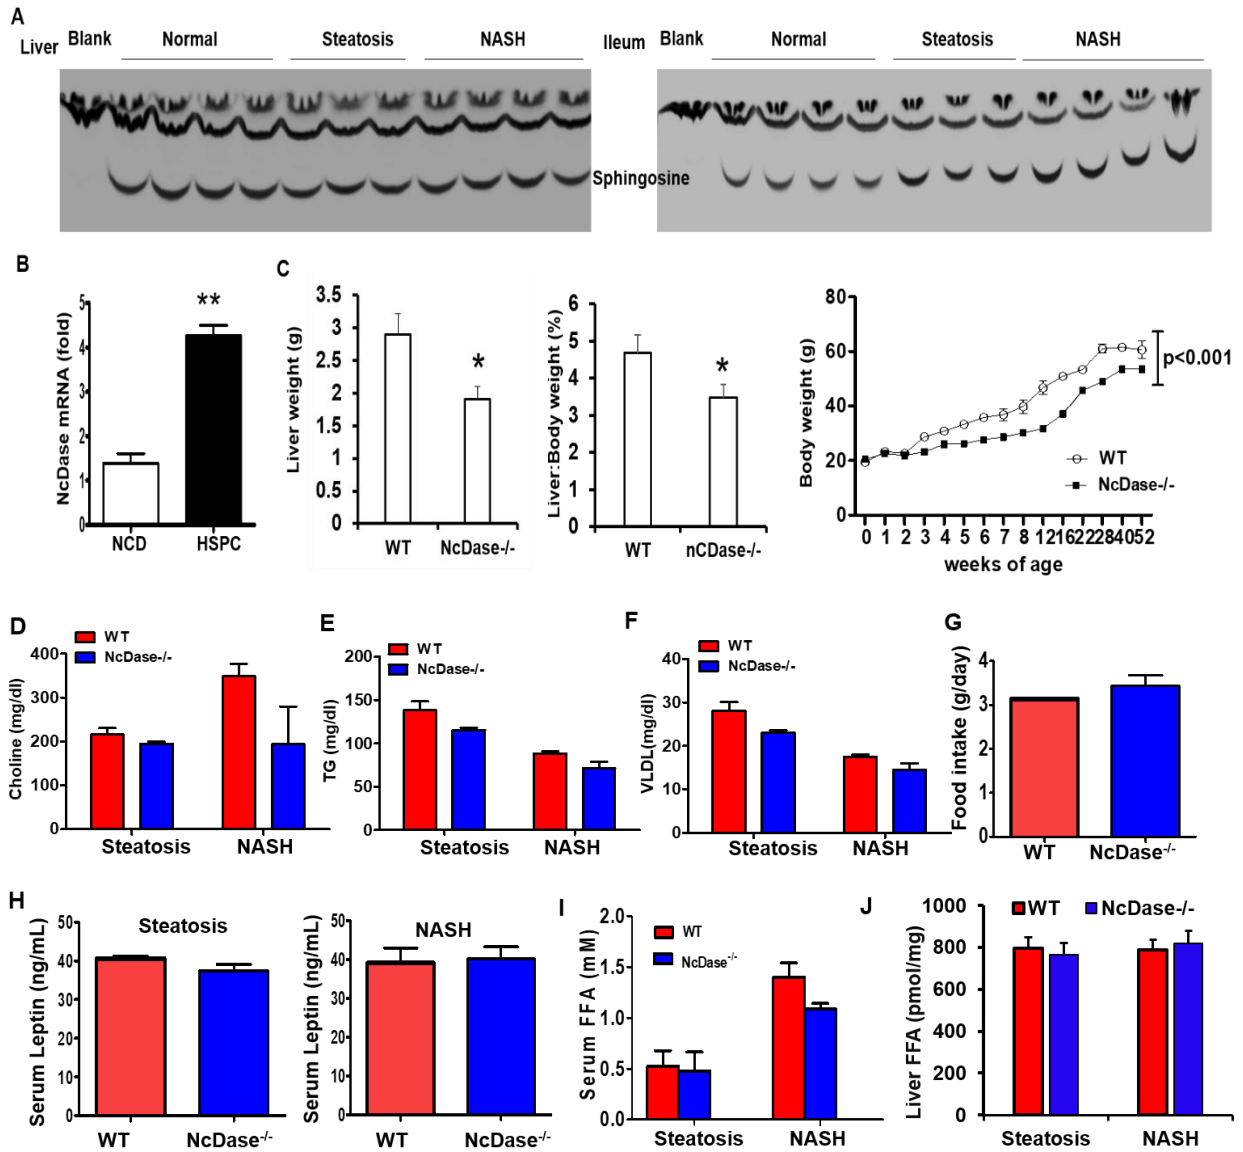 A
Liver Blank Normal Steatosis NASH Ileum Blank Normal Steatosis NASH
Sphingosine
B
NcDase mRNA (fold)
5
4
3
2
1
0
**
NCD HSPC
C
Liver weight (g)
3.5
3
2.5
2
1.5
1
0.5
0
*
WT NcDase-/-
Liver:Body weight (%)
6
5
4
3
2
1
0
*
WT nCDase-/-
Body weight (g)
80
60
40
20
0
p<0.001
WT
NcDase-/-
0 1 2 3 4 5 6 7 8 12 16 22 28 40 52
weeks of age
D
WT
NcDase-/-
Choline (mg/dl)
400
300
200
100
0
Steatosis NASH
E
WT
NcDase-/-
TG (mg/dl)
200
150
100
50
0
Steatosis NASH
F
WT
NcDase-/-
VLDL(mg/dl)
40
30
20
10
0
Steatosis NASH
G
Food intake (g/day)
4
3
2
1
0
WT NcDase-/-
H
Steatosis
Serum Leptin (ng/mL)
50
40
30
20
10
0
WT NcDase-/-
NASH
Serum Leptin (ng/mL)
50
40
30
20
10
0
WT NcDase-/-
I
WT
NcDase-/-
Serum FFA (mM)
2.0
1.5
1.0
0.5
0.0
Steatosis NASH
J
WT NcDase-/-
Liver FFA (pmol/mg)
1000
800
600
400
200
0
Steatosis NASH